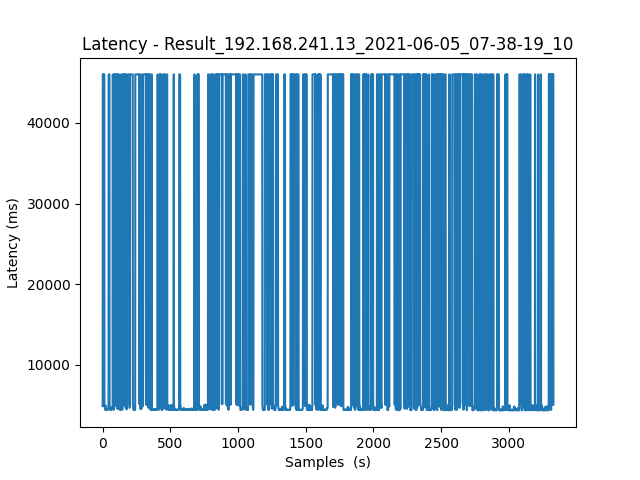 Latency - Result_192.168.241.13_2021-06-05_07-38-19_10
40000
30000
20000
10000
Latency (ms)
0 500 1000 1500 2000 2500 3000
Samples  (s)